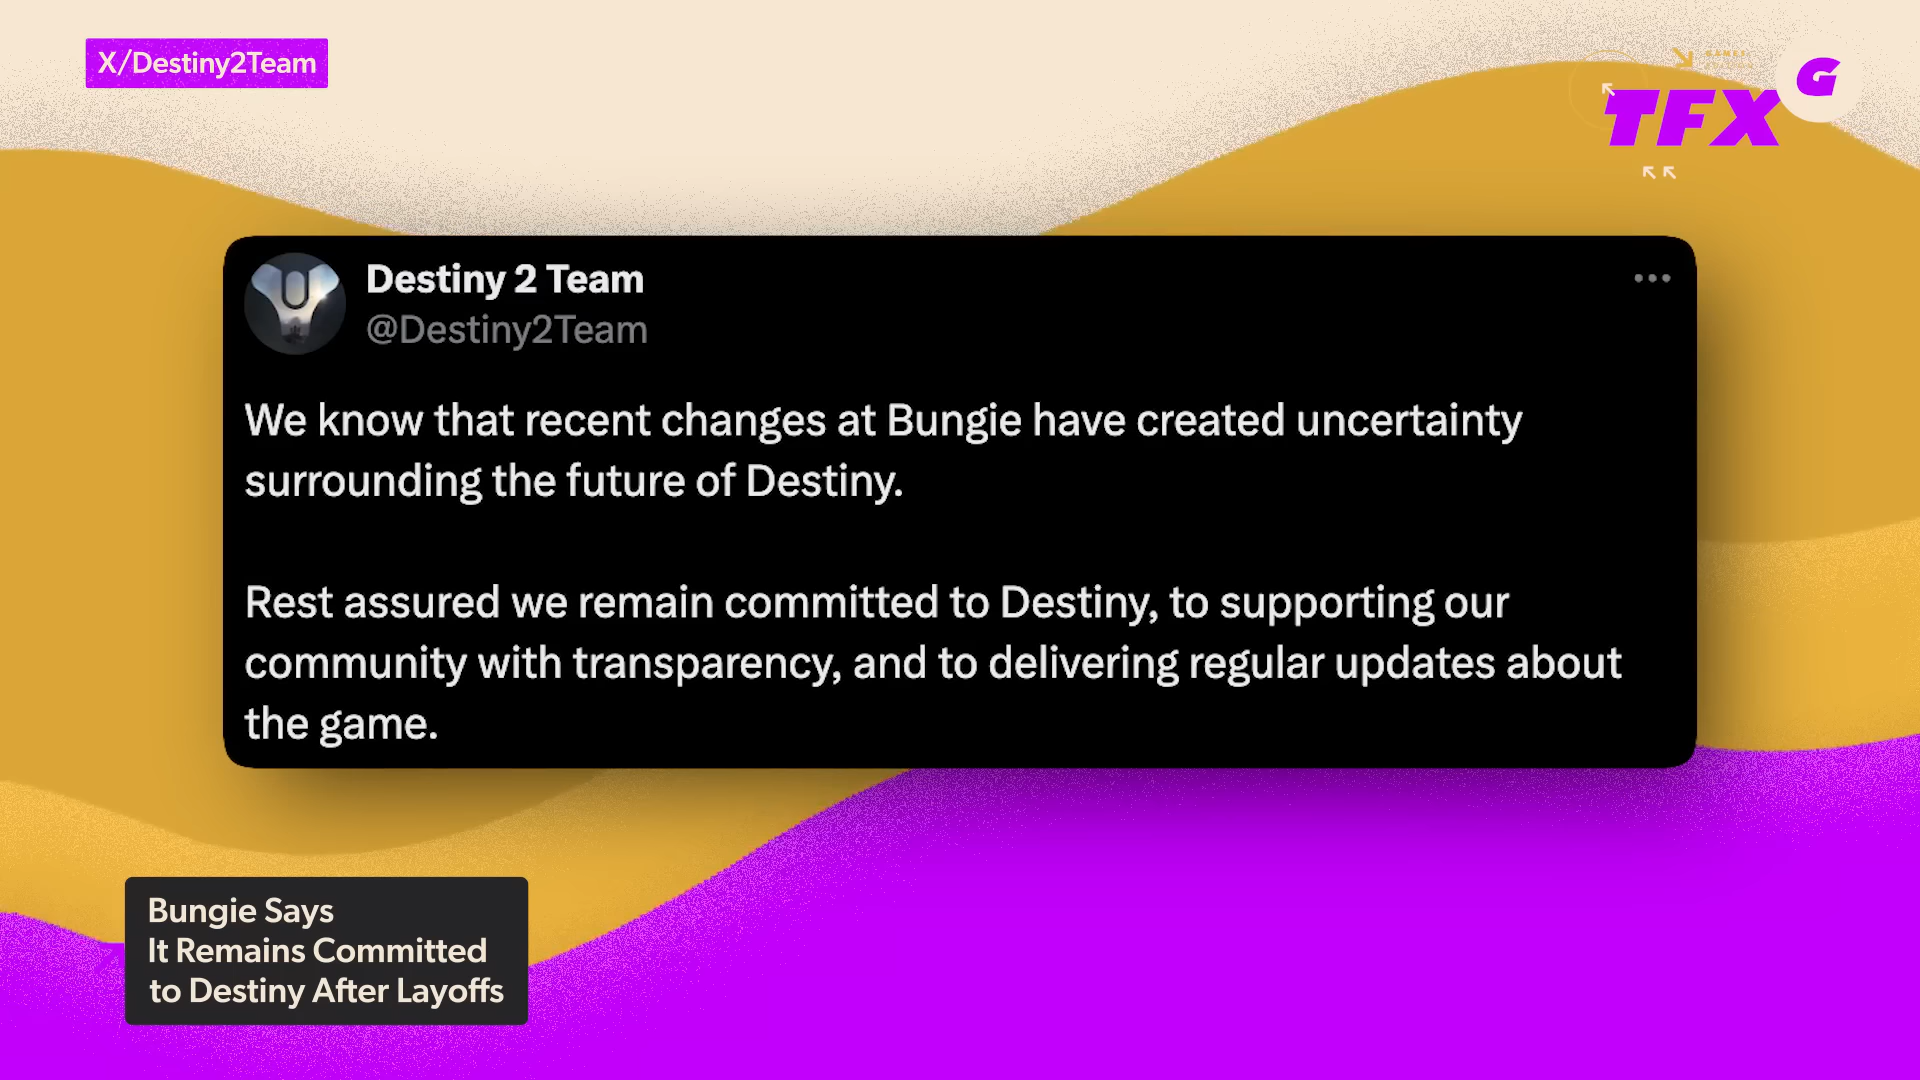 X/Destiny2Team
TFX
G
Destiny 2 Team
@Destiny2Team
We know that recent changes at Bungie have created uncertainty
surrounding the future of Destiny.
Rest assured we remain committed to Destiny, to supporting our
community with transparency, and to delivering regular updates about
the game.
Bungie Says
It Remains Committed
to Destiny After Layoffs